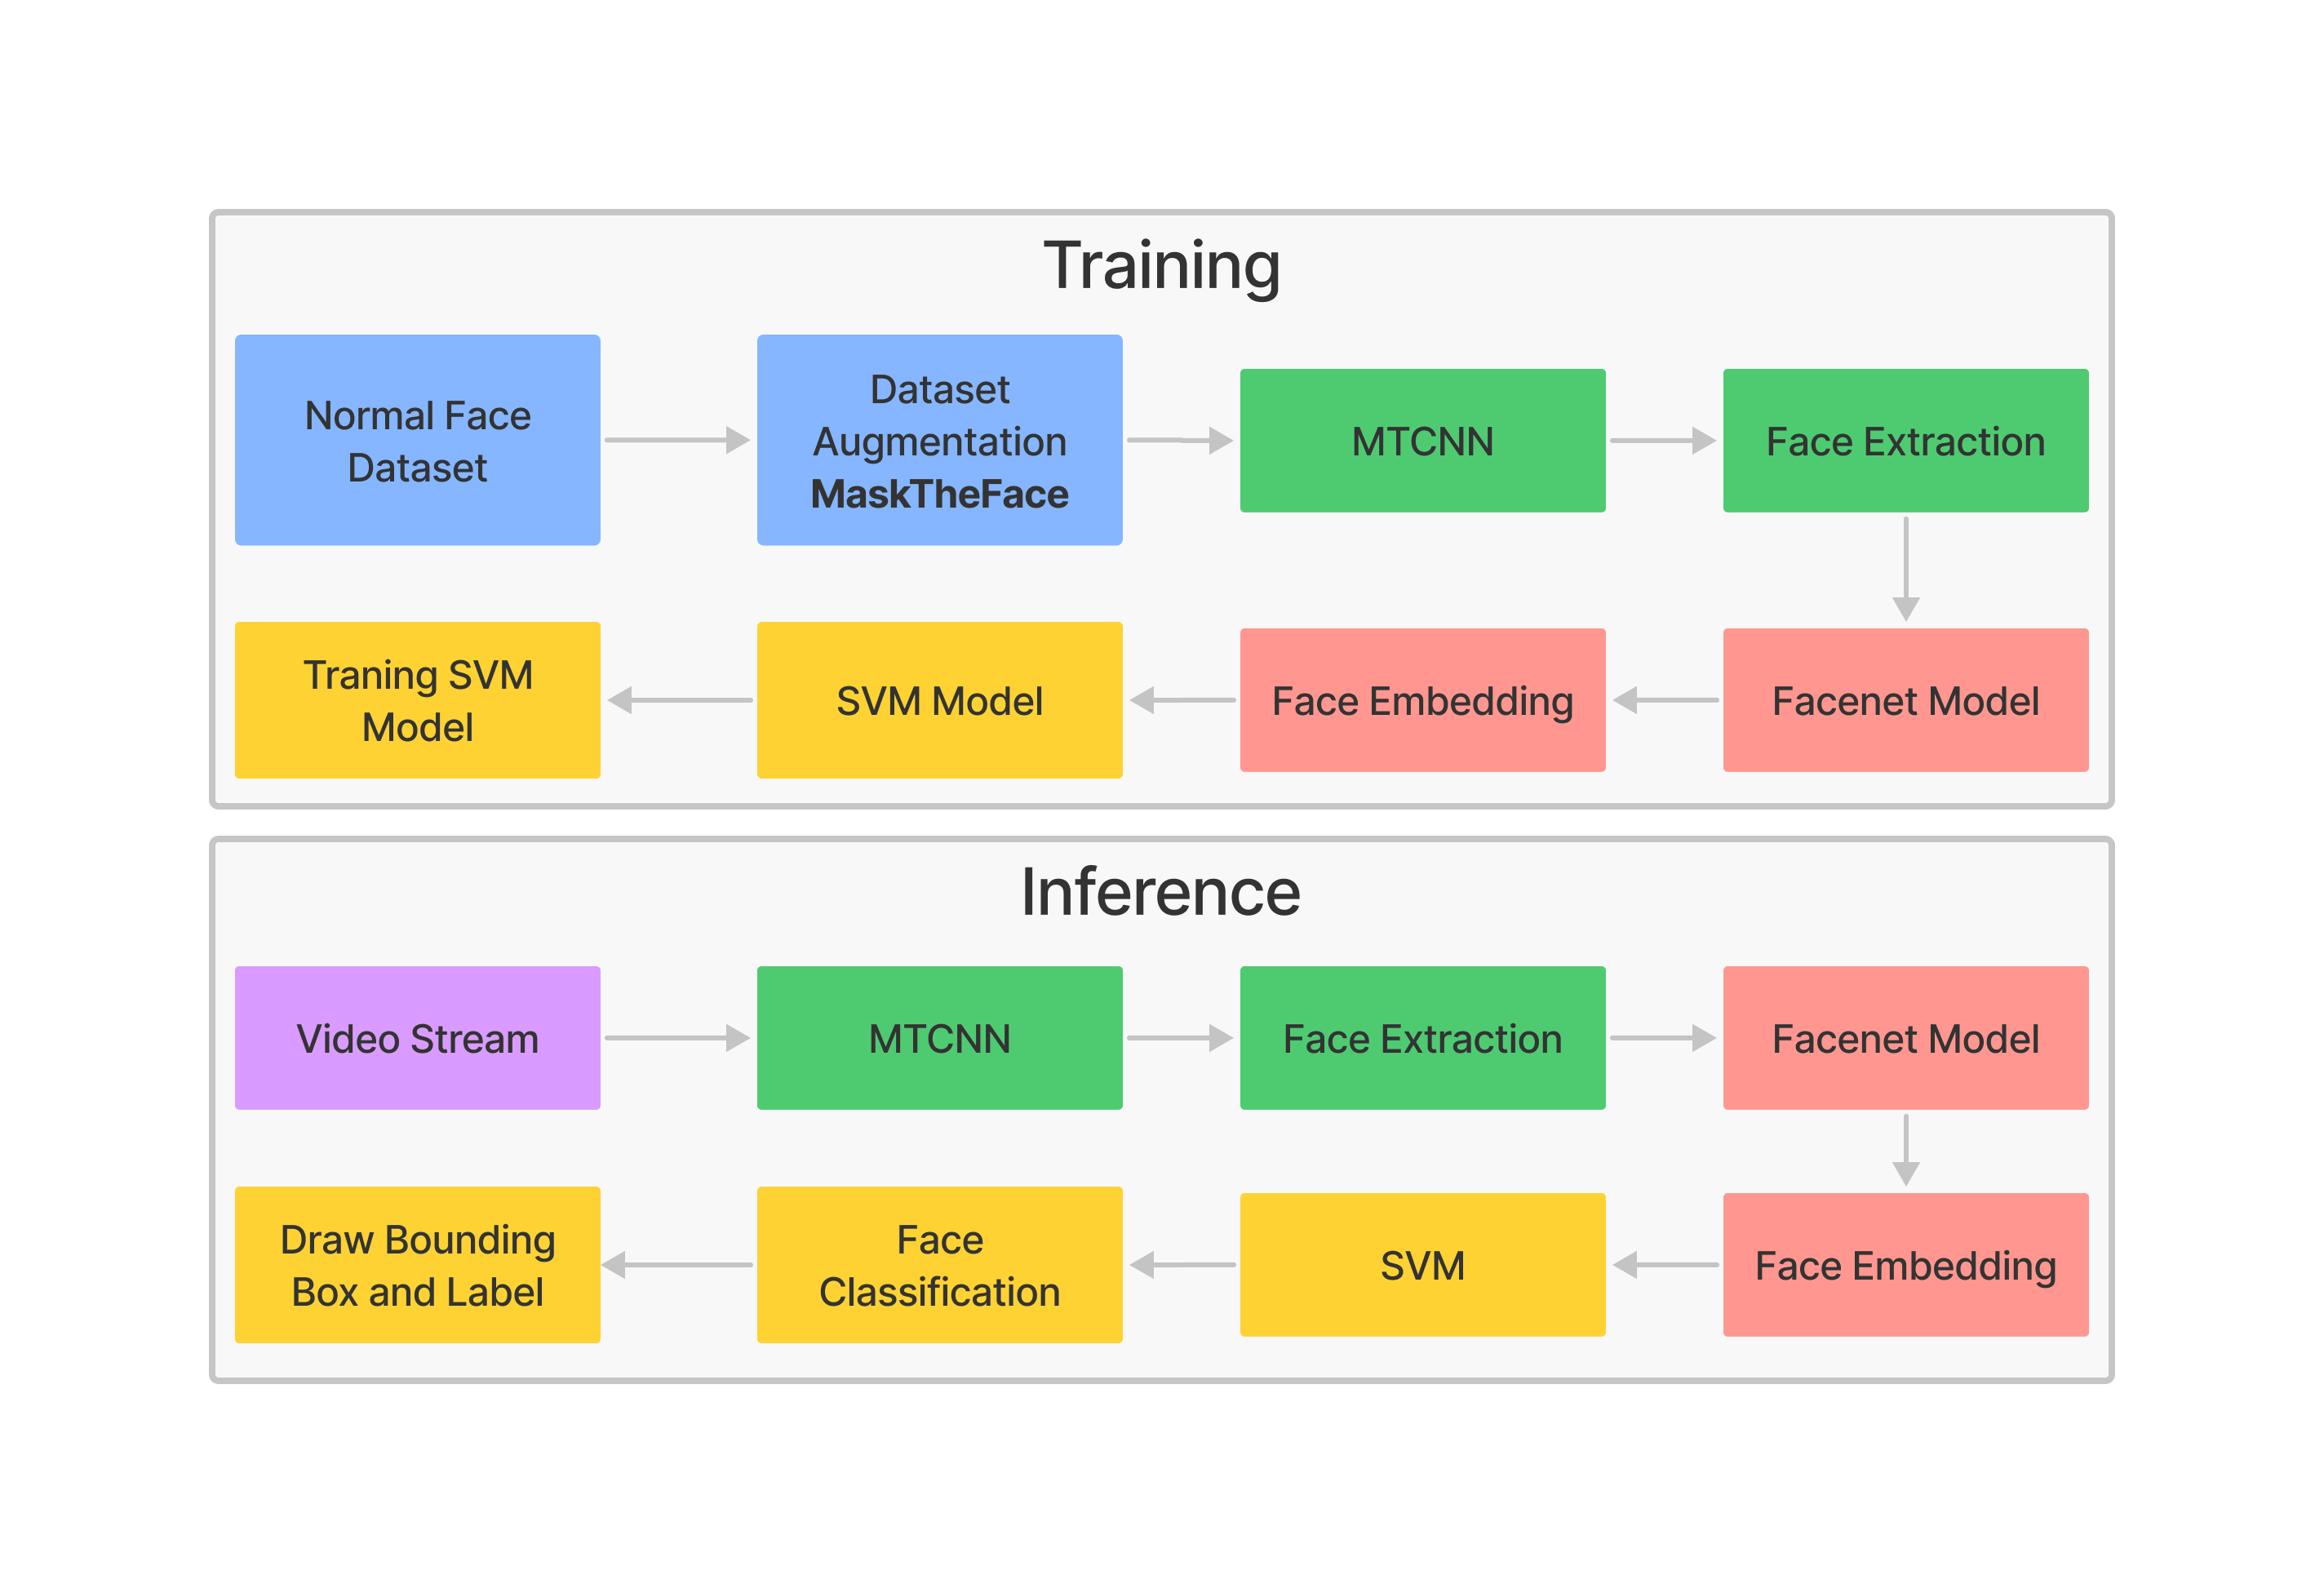 Training
Normal Face
Dataset
Dataset
Augmentation
MaskTheFace
MTCNN
Face Extraction
Traning SVM
Model
SVM Model
Face Embedding
Facenet Model
Inference
Video Stream
MTCNN
Face Extraction
Facenet Model
Draw Bounding
Box and Label
Face
Classification
SVM
Face Embedding